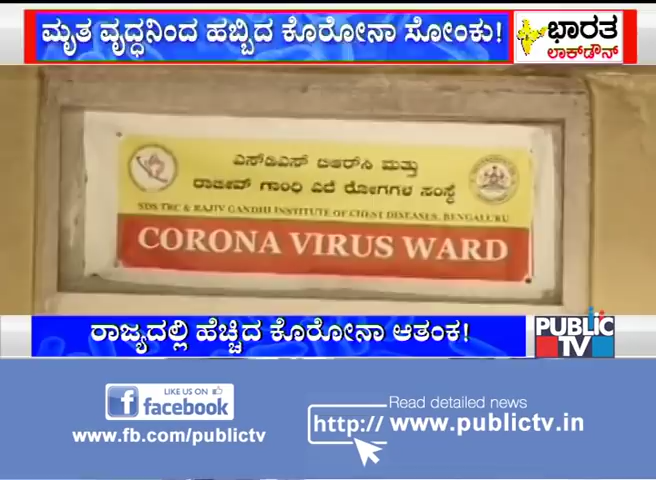 ಮೃತ ವೃದ್ಧನಿಂದ ಹಬ್ಬಿದ ಕೊರೋನಾ ಸೋಂಕು!
ಭಾರತ
ಲಾಕ್‌ಡೌನ್
ಎಸ್‌ಡಿಎಸ್ ಟಿಆರ್‌ಸಿ ಮತ್ತು
ರಾಜೀವ್ ಗಾಂಧಿ ಎದೆ ರೋಗಗಳ ಸಂಸ್ಥೆ
SDS TRC & RAJIV GANDHI INSTITUTE OF CHEST DISEASES, BENGALURU
CORONA VIRUS WARD
ರಾಜ್ಯದಲ್ಲಿ ಹೆಚ್ಚಿದ ಕೊರೋನಾ ಆತಂಕ!
PUBLIC
TV
LIKE US ON
facebook
www.fb.com/publictv
Read detailed news
http:// www.publictv.in